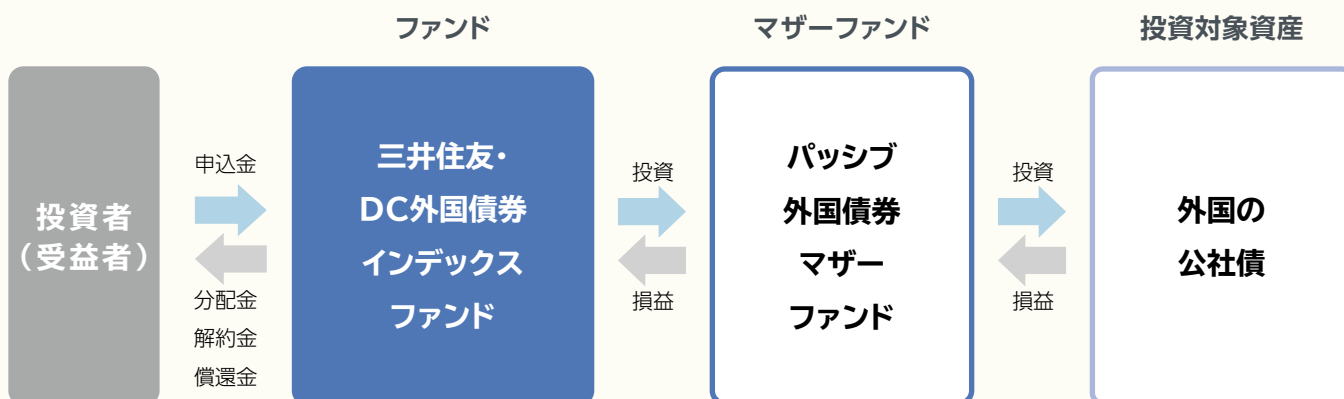 ファンド
マザーファンド
投資対象資産
投資者
（受益者）
申込金
分配金
解約金
償還金
三井住友・
DC外国債券
インデックス
ファンド
投資
損益
パッシブ
外国債券
マザー
ファンド
投資
損益
外国の
公社債